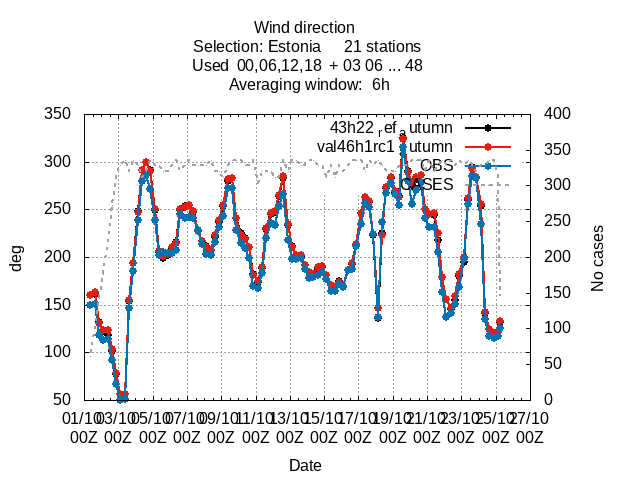 Wind direction
Selection: Estonia 21 stations
Used 00,06,12,18 + 03 06 ... 48
Averaging window: 6h
350 400
43h22 ref autumn
val46h1rc1 autumn
OBS
CASES
350
300 300
250 250
200 200
150 150
100 100
50
50 0
deg
No cases
01/10 03/10 05/10 07/10 09/10 11/10 13/10 15/10 17/10 19/10 21/10 23/10 25/10 27/10
00Z 00Z 00Z 00Z 00Z 00Z 00Z 00Z 00Z 00Z 00Z 00Z 00Z 00Z
Date